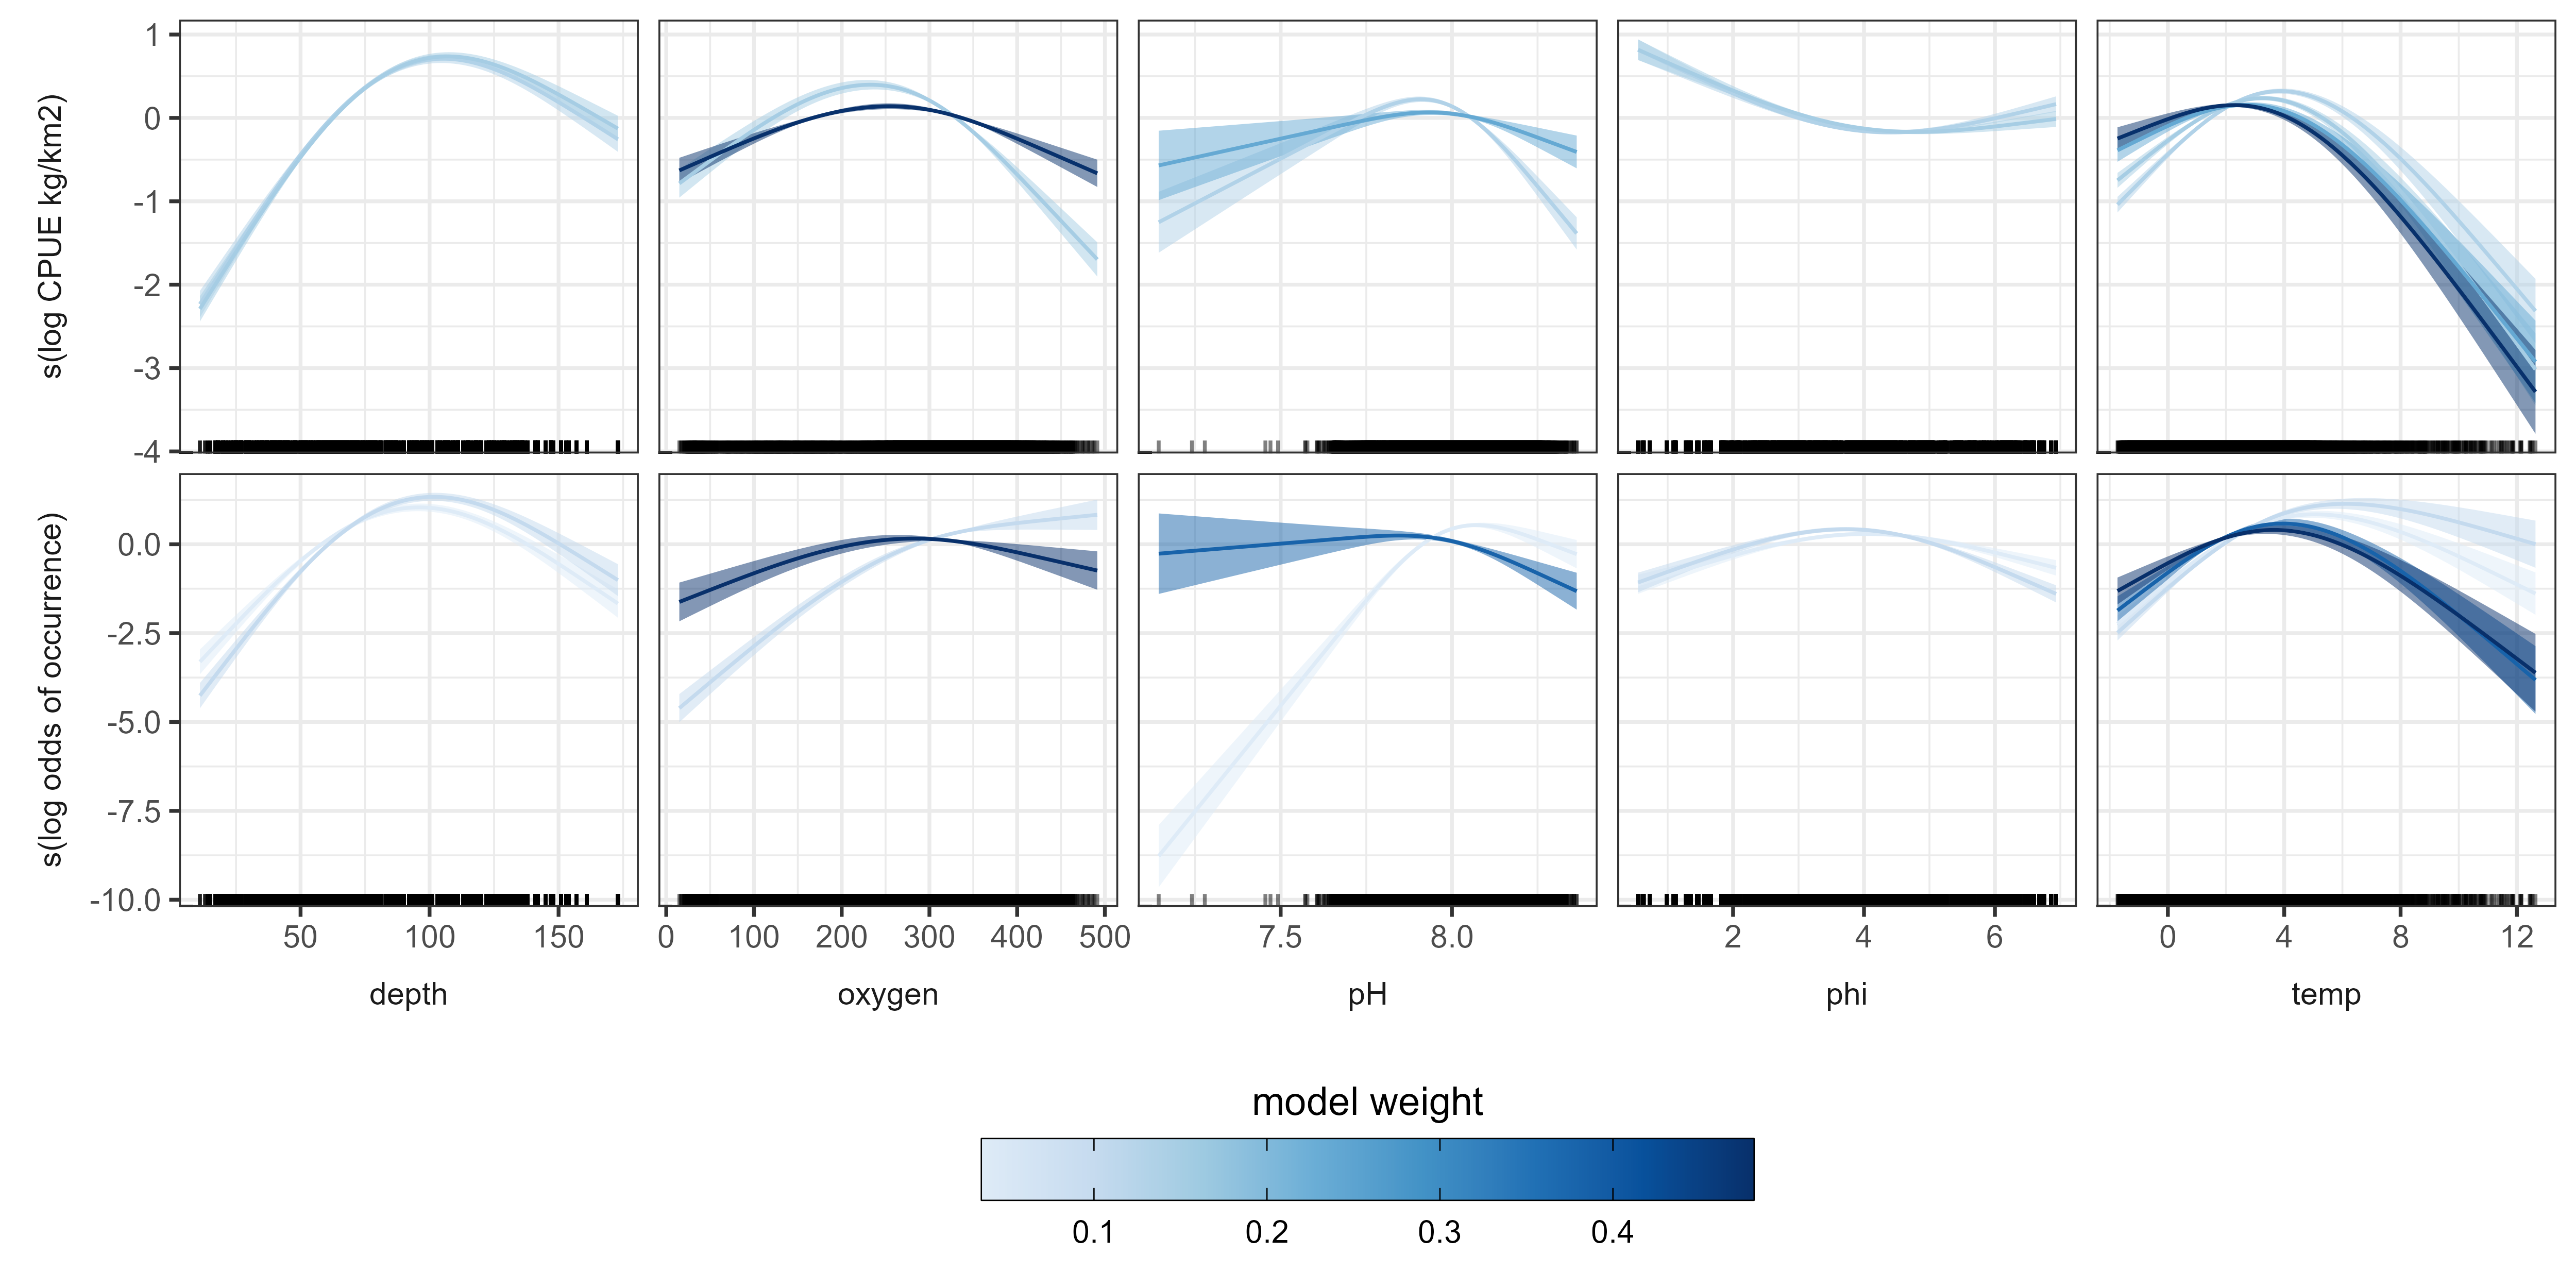 s(log CPUE kg/km2)
1
0
-1
-2
-3
-4
s(log odds of occurrence)
0.0
-2.5
-5.0
-7.5
-10.0
50 100 150
0 100 200 300 400 500
7.5 8.0
2 4 6
0 4 8 12
depth
oxygen
pH
phi
temp
model weight
0.1 0.2 0.3 0.4